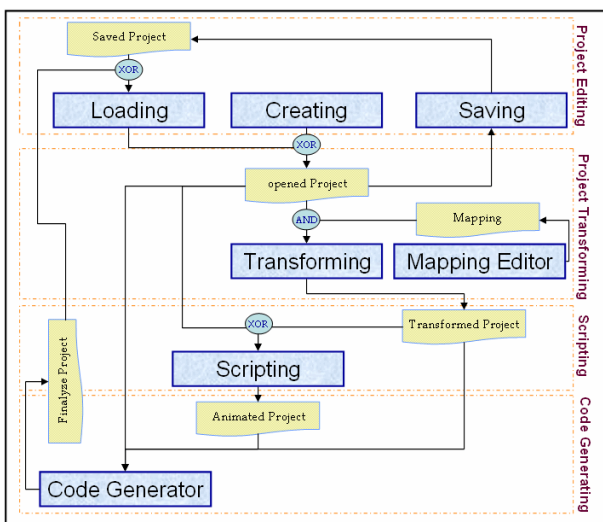 Saved Project
XOR
Loading
Creating
Saving
Project Editing
XOR
opened Project
AND
Mapping
Transforming
Mapping Editor
Project Transforming
XOR
Transformed Project
Scripting
Scripting
Finalyze Project
Animated Project
Code Generator
Code Generating